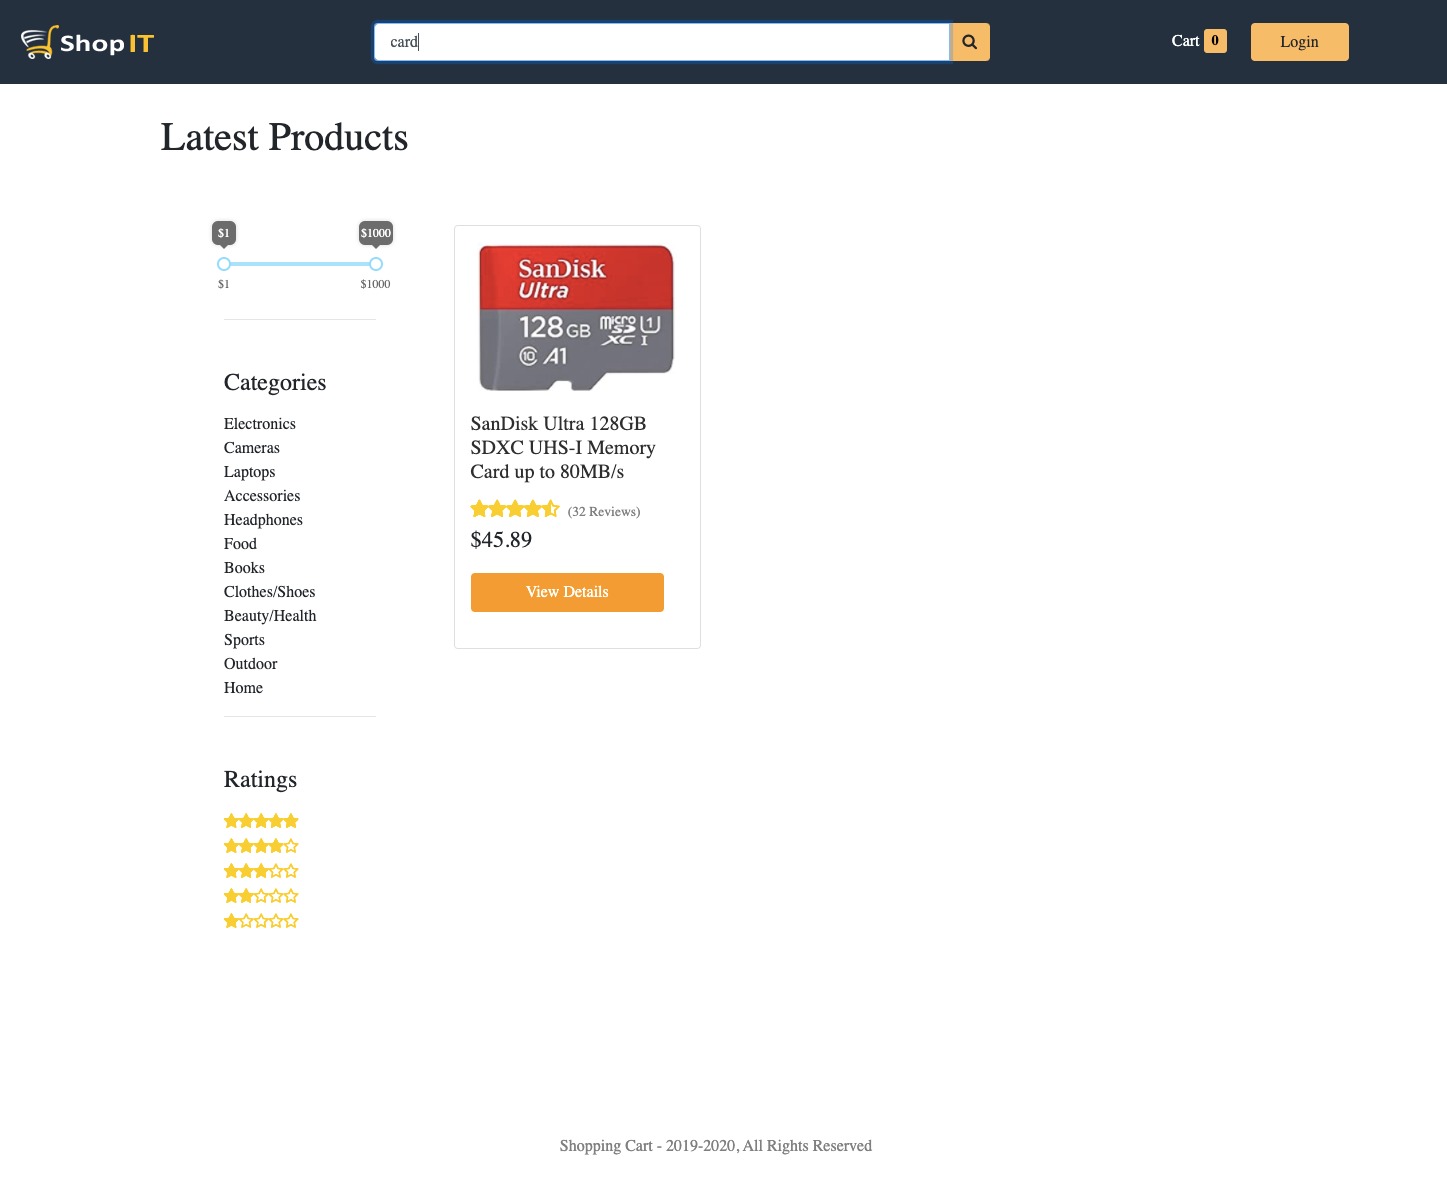 Shop IT
card
Cart 0
Login
Latest Products
$1 $1000
$1 $1000
Categories
Electronics
Cameras
Laptops
Accessories
Headphones
Food
Books
Clothes/Shoes
Beauty/Health
Sports
Outdoor
Home
Ratings
SanDisk
Ultra
128GB micro SD XC I U1
10 A1
SanDisk Ultra 128GB
SDXC UHS-I Memory
Card up to 80MB/s
(32 Reviews)
$45.89
View Details
Shopping Cart - 2019-2020, All Rights Reserved